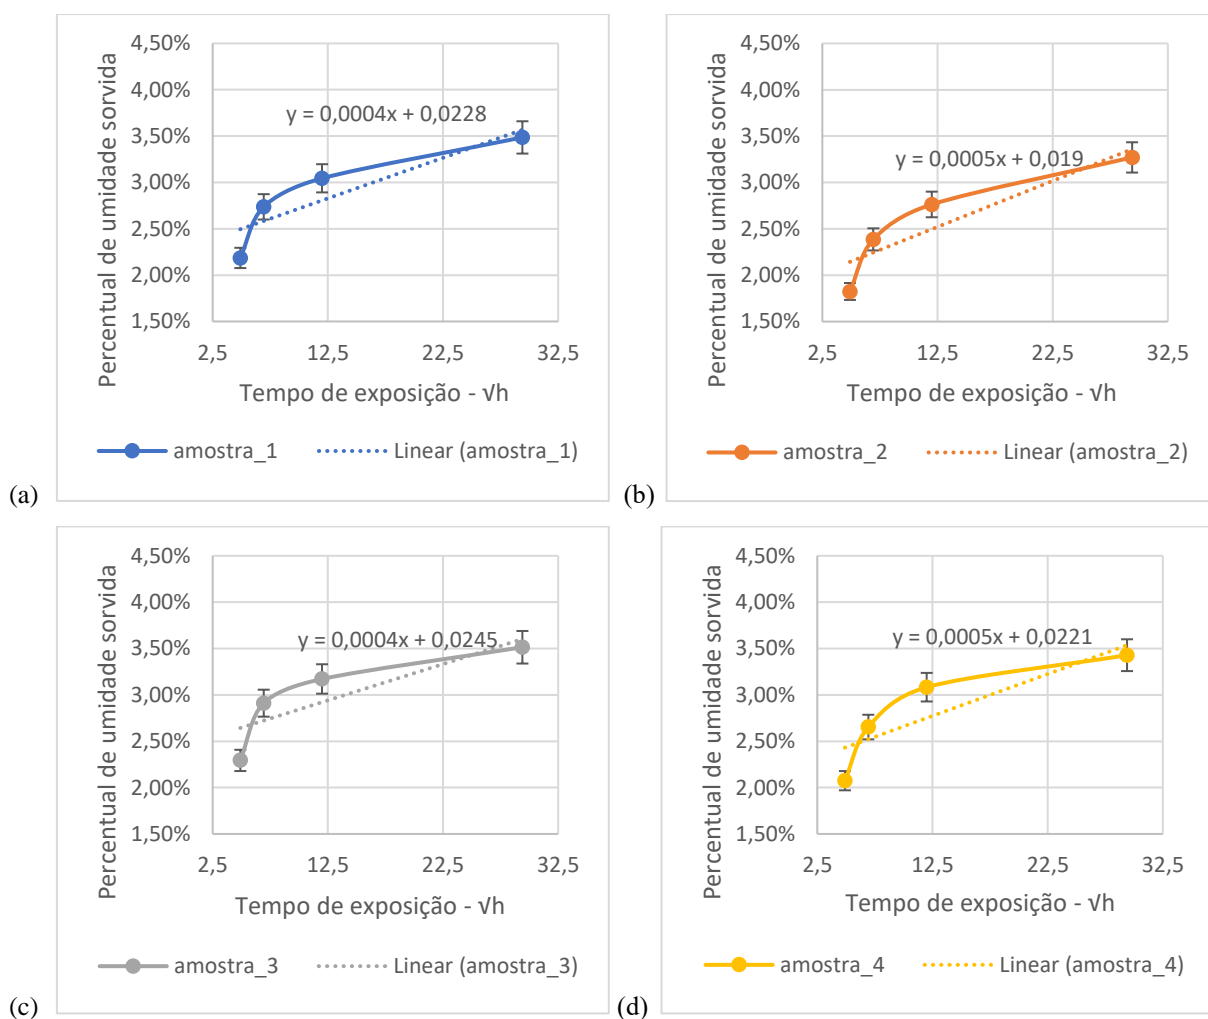 Percentual de umidade sorvida
4,50%
4,00%
3,50%
3,00%
2,50%
2,00%
1,50%
y = 0,0004x + 0,0228
2,5 12,5 22,5 32,5
Tempo de exposição - √h
amostra_1 Linear (amostra_1)
(a)
Percentual de umidade sorvida
4,50%
4,00%
3,50%
3,00%
2,50%
2,00%
1,50%
y = 0,0005x + 0,019
2,5 12,5 22,5 32,5
Tempo de exposição - √h
amostra_2 Linear (amostra_2)
(b)
Percentual de umidade sorvida
4,50%
4,00%
3,50%
3,00%
2,50%
2,00%
1,50%
y = 0,0004x + 0,0245
2,5 12,5 22,5 32,5
Tempo de exposição - √h
amostra_3 Linear (amostra_3)
(c)
Percentual de umidade sorvida
4,50%
4,00%
3,50%
3,00%
2,50%
2,00%
1,50%
y = 0,0005x + 0,0221
2,5 12,5 22,5 32,5
Tempo de exposição - √h
amostra_4 Linear (amostra_4)
(d)